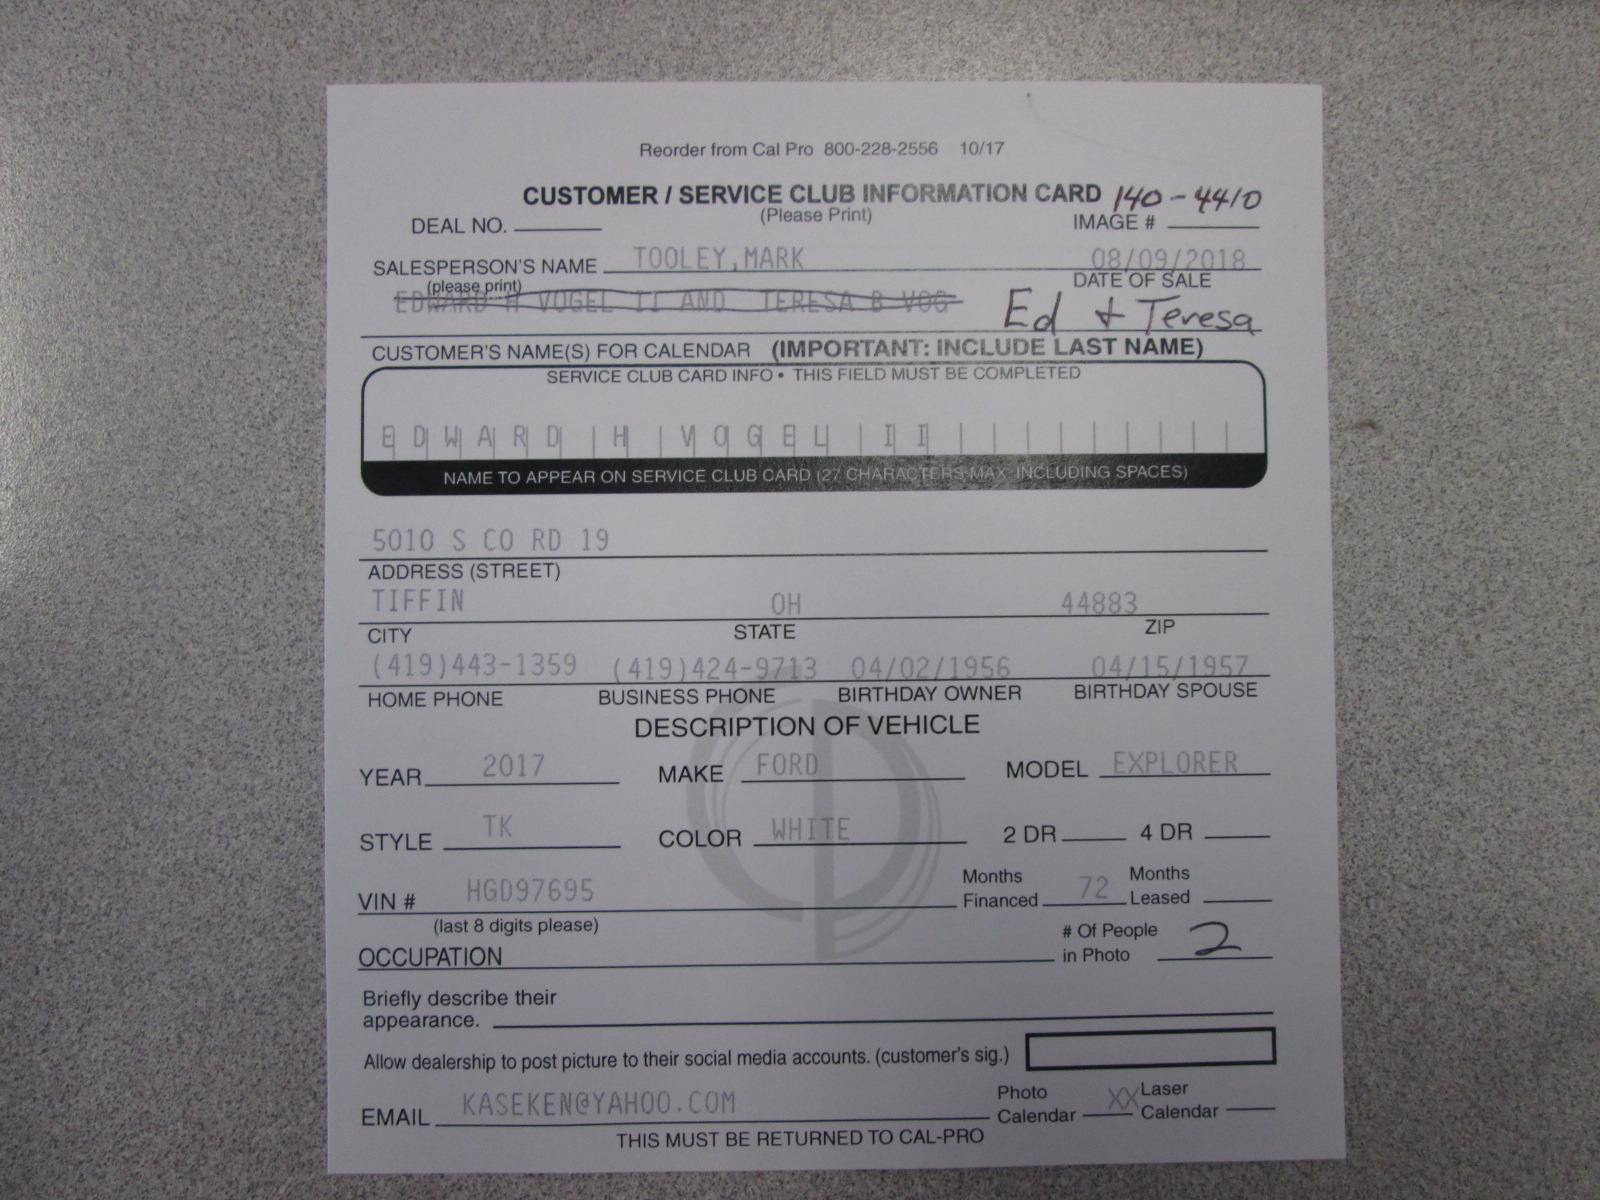 Reorder from Cal Pro 800-228-2556 10/17
CUSTOMER / SERVICE CLUB INFORMATION CARD 140-4410
DEAL NO. (Please Print) IMAGE #
SALESPERSON'S NAME TOOLEY,MARK 08/09/2018
(please print) DATE OF SALE
EDWARD H VOGEL II AND TERESA B VOG Ed + Teresa
CUSTOMER'S NAME(S) FOR CALENDAR (IMPORTANT: INCLUDE LAST NAME)
SERVICE CLUB CARD INFO • THIS FIELD MUST BE COMPLETED
EDWARD H VOGEL II
NAME TO APPEAR ON SERVICE CLUB CARD (27 CHARACTERS MAX. INCLUDING SPACES)
5010 S CO RD 19
ADDRESS (STREET)
TIFFIN OH 44883
CITY STATE ZIP
(419)443-1359 (419)424-9713 04/02/1956 04/15/1957
HOME PHONE BUSINESS PHONE BIRTHDAY OWNER BIRTHDAY SPOUSE
DESCRIPTION OF VEHICLE
YEAR 2017 MAKE FORD MODEL EXPLORER
STYLE TK COLOR WHITE 2 DR 4 DR
VIN # HGD97695 Months Financed 72 Months Leased
(last 8 digits please)
OCCUPATION # Of People in Photo 2
Briefly describe their
appearance.
Allow dealership to post picture to their social media accounts. (customer's sig.)
EMAIL KASEKEN@YAHOO.COM Photo Calendar XX Laser Calendar
THIS MUST BE RETURNED TO CAL-PRO